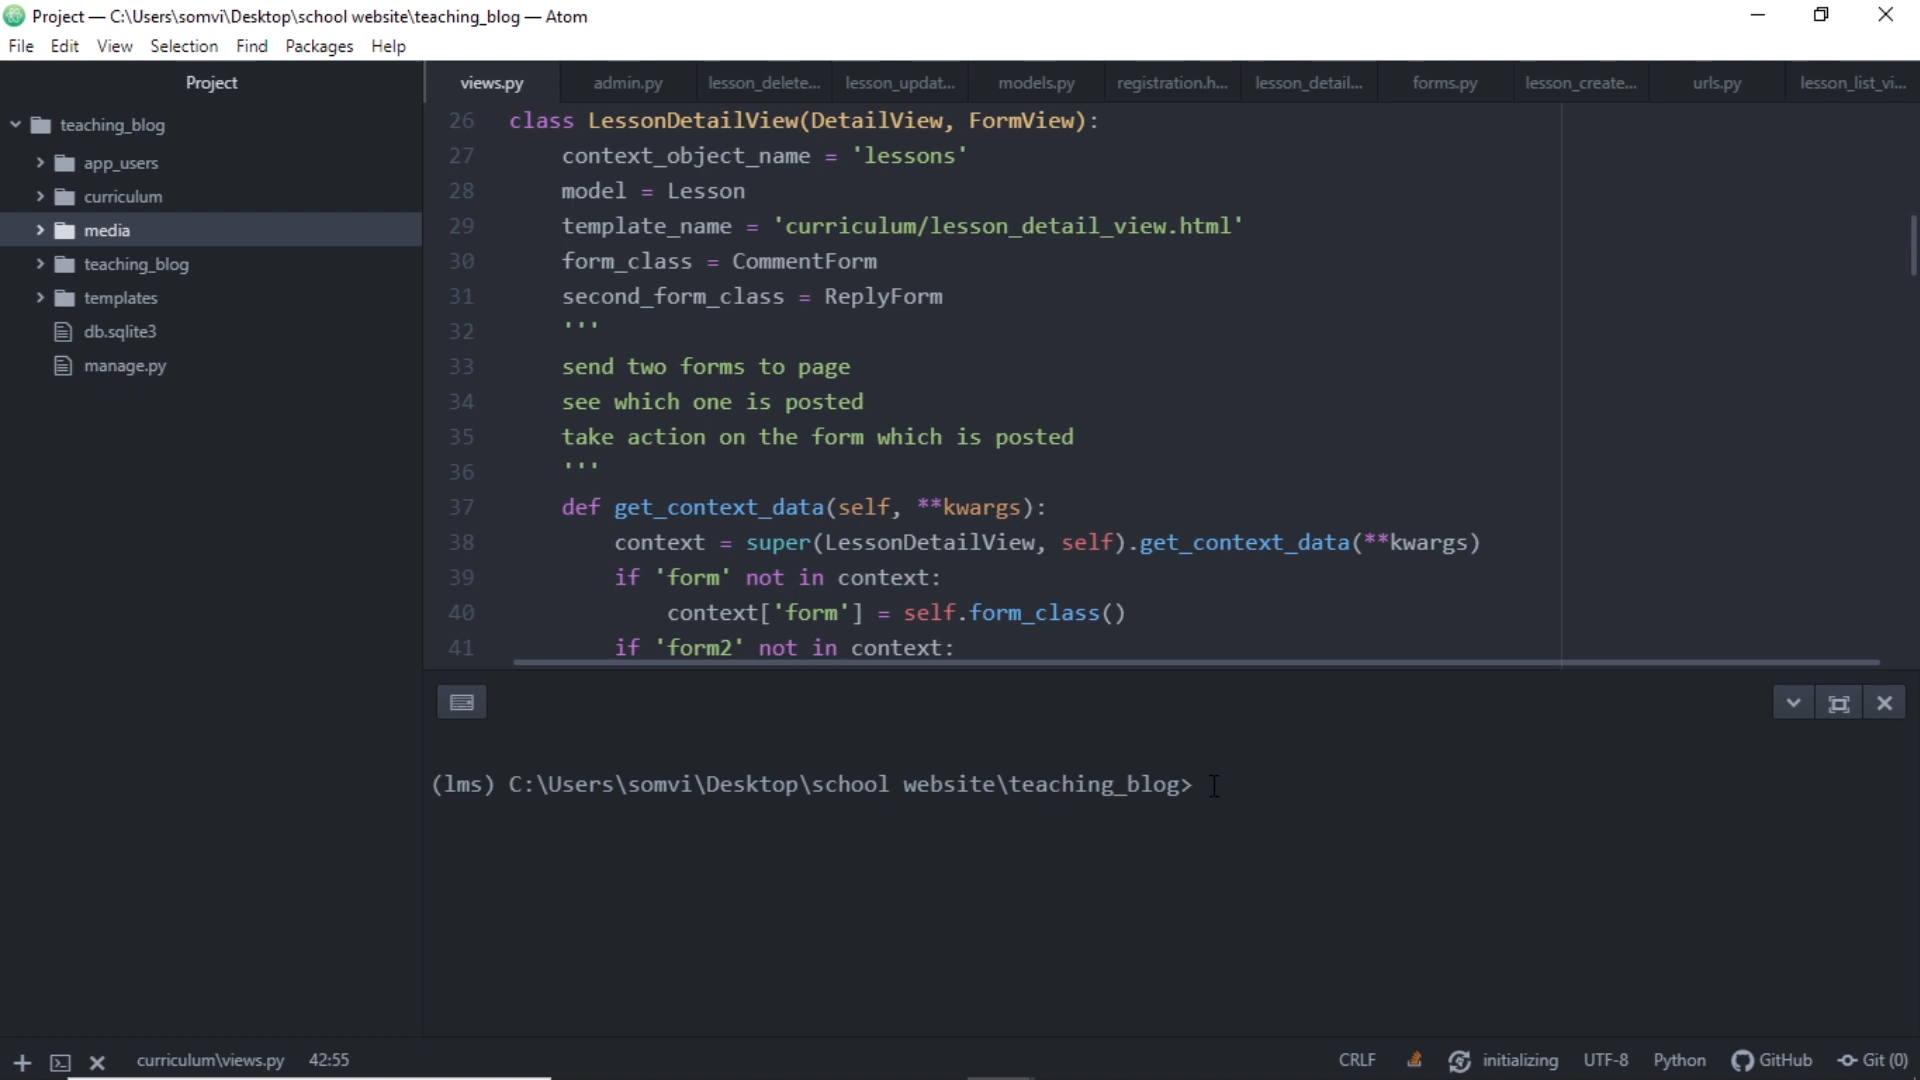 Project — C:\Users\somvi\Desktop\school website\teaching_blog — Atom
File Edit View Selection Find Packages Help
Project
views.py admin.py lesson_delete... lesson_updat... models.py registration.h... lesson_detail... forms.py lesson_create... urls.py lesson_list_vi...
teaching_blog
app_users
curriculum
media
teaching_blog
templates
db.sqlite3
manage.py
26 class LessonDetailView(DetailView, FormView):
27 context_object_name = 'lessons'
28 model = Lesson
29 template_name = 'curriculum/lesson_detail_view.html'
30 form_class = CommentForm
31 second_form_class = ReplyForm
32 '''
33 send two forms to page
34 see which one is posted
35 take action on the form which is posted
36 '''
37 def get_context_data(self, **kwargs):
38 context = super(LessonDetailView, self).get_context_data(**kwargs)
39 if 'form' not in context:
40 context['form'] = self.form_class()
41 if 'form2' not in context:
(lms) C:\Users\somvi\Desktop\school website\teaching_blog>
curriculum\views.py 42:55 CRLF initializing UTF-8 Python GitHub Git (0)